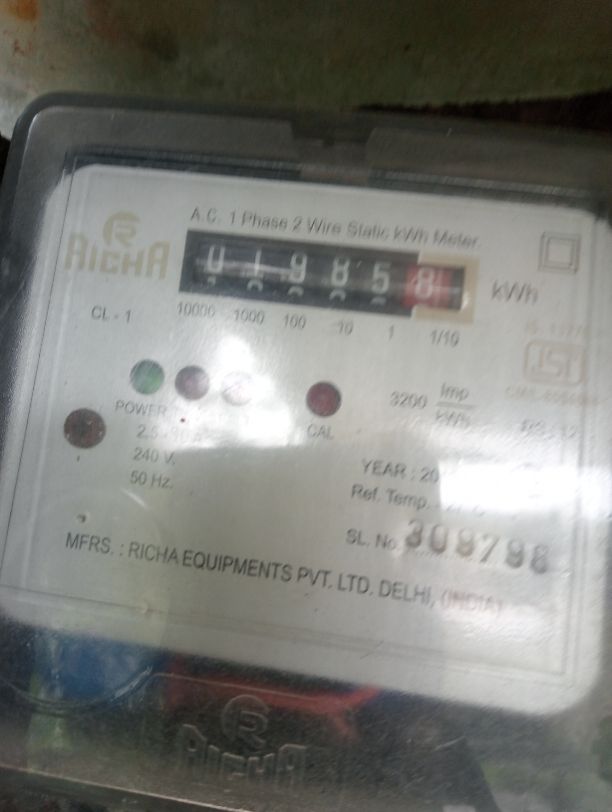 A.C. 1 Phase 2 Wire Static kWh Meter
RICHA
0 1 9 8 5 8 kWh
CL - 1 10000 1000 100 10 1 1/10
3200 Imp
kWh
POWER
CAL
240 V.
50 Hz.
YEAR : 20
Ref. Temp.
SL. No. 309798
MFRS. : RICHA EQUIPMENTS PVT. LTD. DELHI, (INDIA)
RICHA